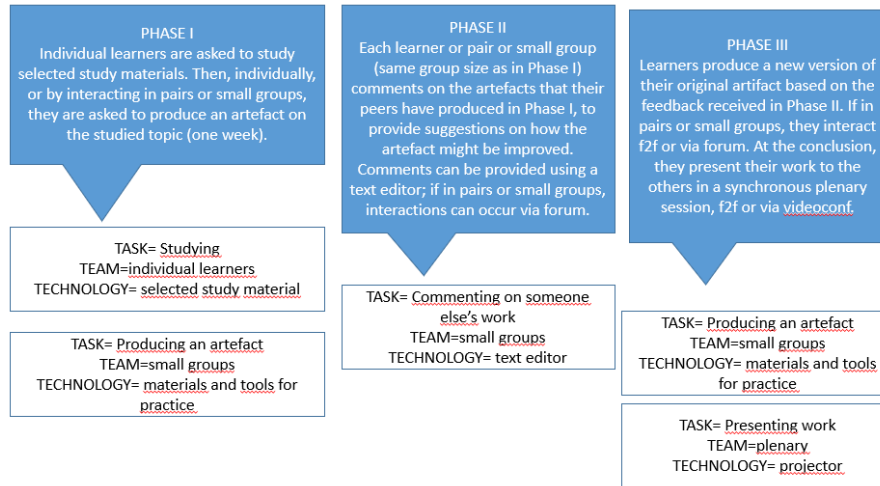 PHASE I
Individual learners are asked to study
selected study materials. Then, individually,
or by interacting in pairs or small groups,
they are asked to produce an artefact on
the studied topic (one week).
TASK= Studying
TEAM=individual learners
TECHNOLOGY= selected study material
TASK= Producing an artefact
TEAM=small groups
TECHNOLOGY= materials and tools for
practice
PHASE II
Each learner or pair or small group
(same group size as in Phase I)
comments on the artefacts that their
peers have produced in Phase I, to
provide suggestions on how the
artefact might be improved.
Comments can be provided using a
text editor; if in pairs or small groups,
interactions can occur via forum.
TASK= Commenting on someone
else's work
TEAM=small groups
TECHNOLOGY= text editor
PHASE III
Learners produce a new version of
their original artifact based on the
feedback received in Phase II. If in
pairs or small groups, they interact
f2f or via forum. At the conclusion,
they present their work to the
others in a synchronous plenary
session, f2f or via videoconf.
TASK= Producing an artefact
TEAM=small groups
TECHNOLOGY= materials and tools
for practice
TASK= Presenting work
TEAM=plenary
TECHNOLOGY= projector